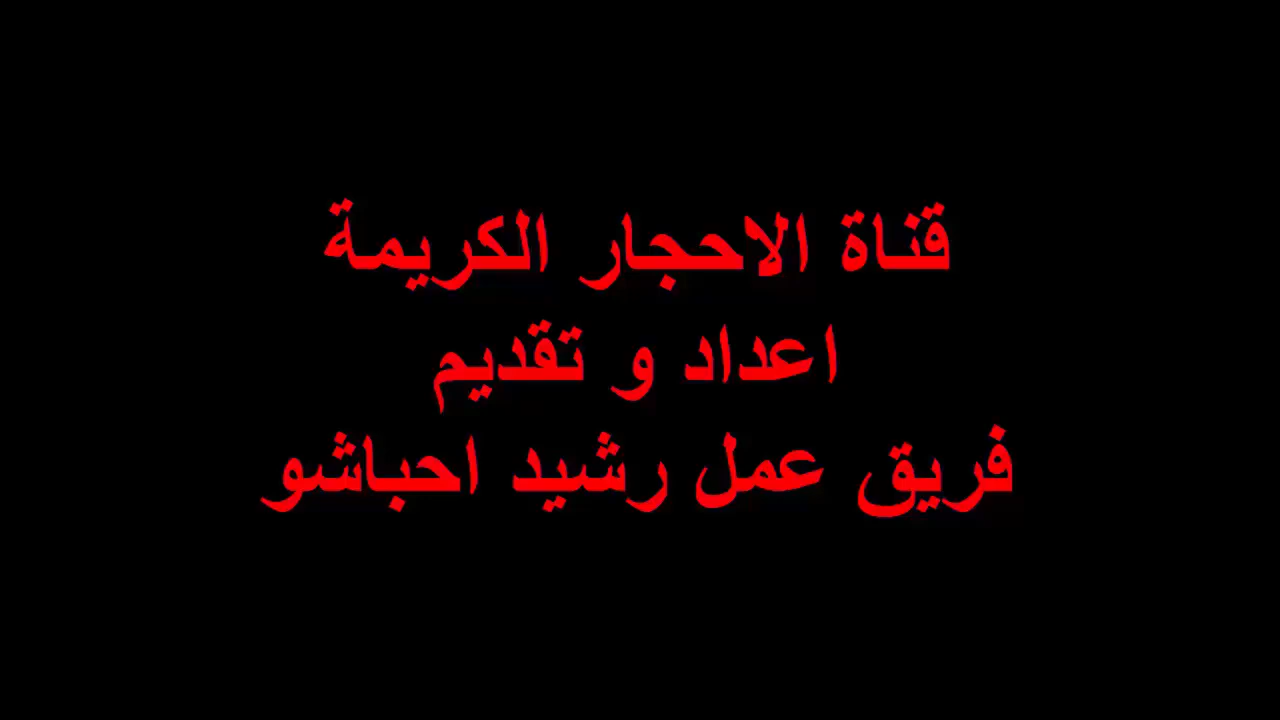 قناة الاحجار الكريمة
اعداد و تقديم
فريق عمل رشيد احباشو